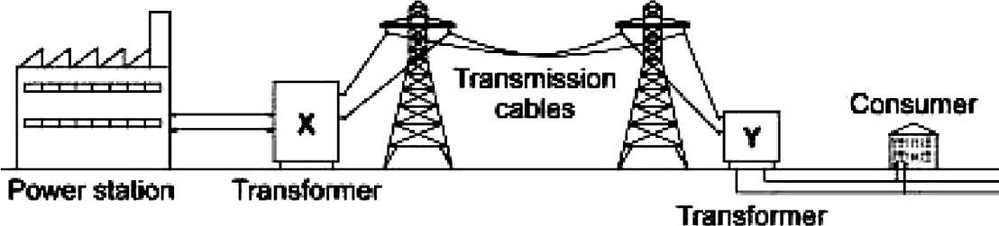 Transmission
cables
Consumer
X
Y
Power station
Transformer
Transformer